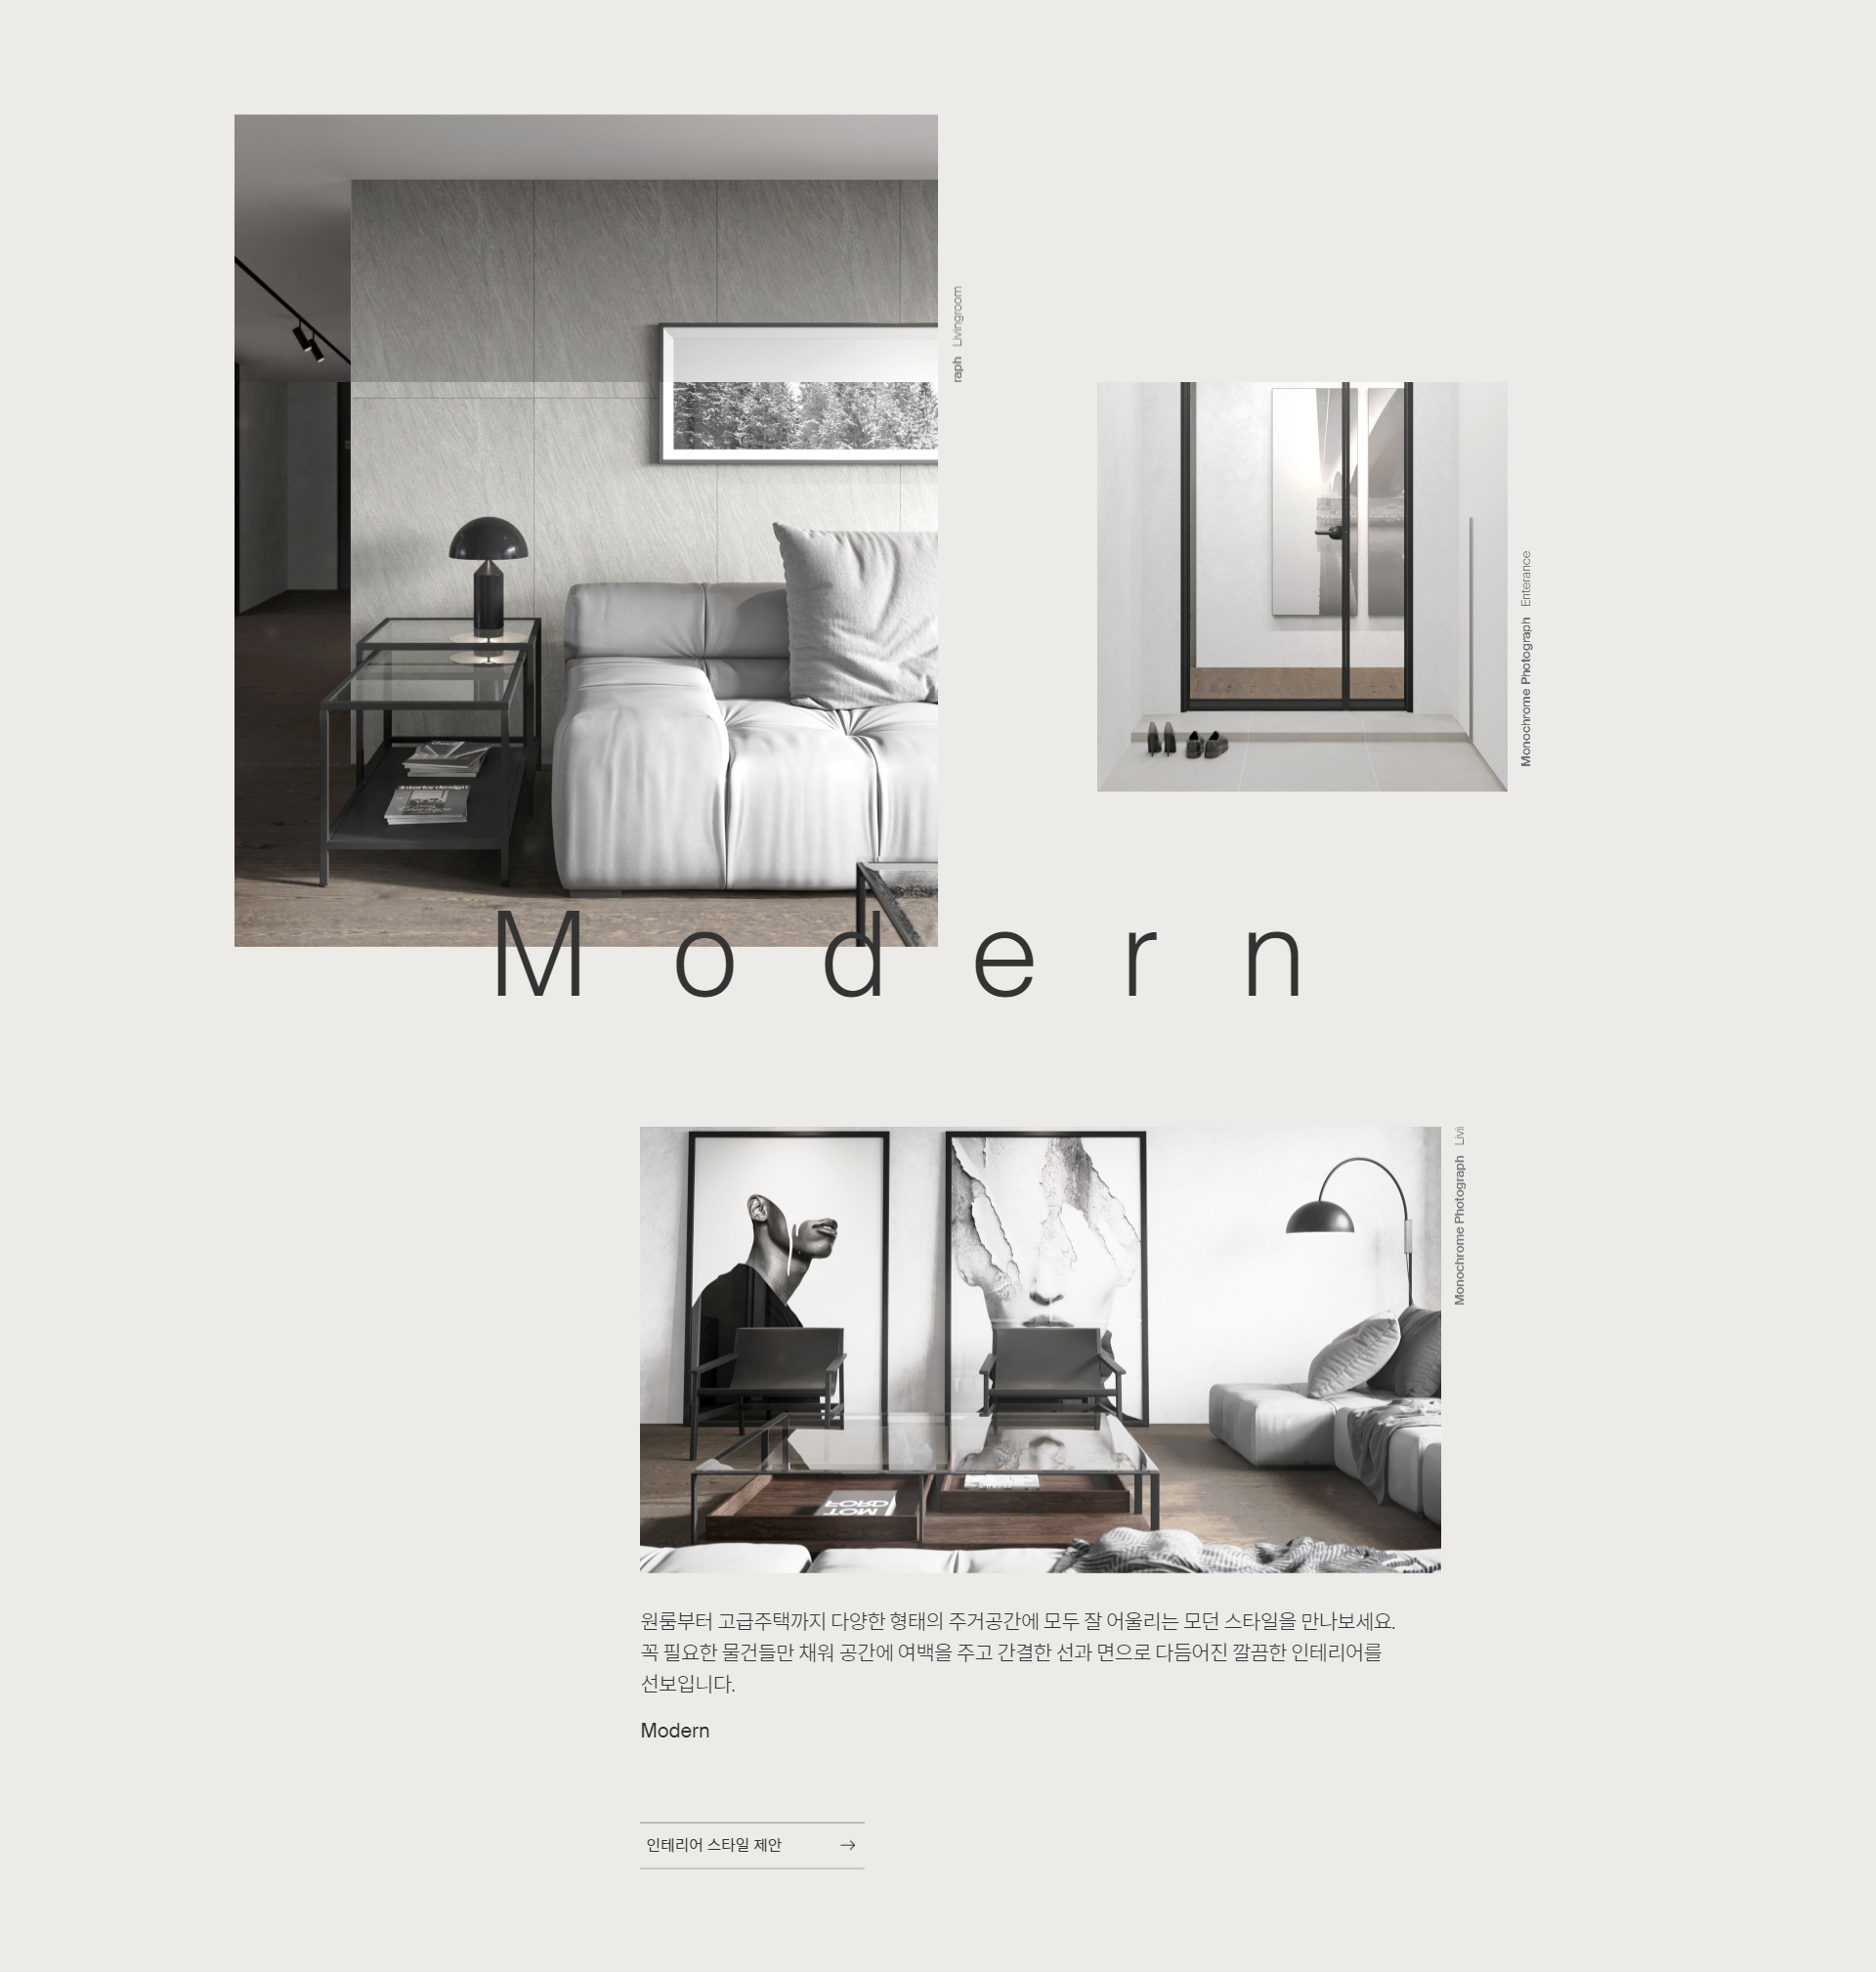 raph Livingroom
Monochrome Photograph Enterance
interior design
Modern
Monochrome Photograph Livi
TOM
FORD
원룸부터 고급주택까지 다양한 형태의 주거공간에 모두 잘 어울리는 모던 스타일을 만나보세요.
꼭 필요한 물건들만 채워 공간에 여백을 주고 간결한 선과 면으로 다듬어진 깔끔한 인테리어를
선보입니다.
Modern
인테리어 스타일 제안 →